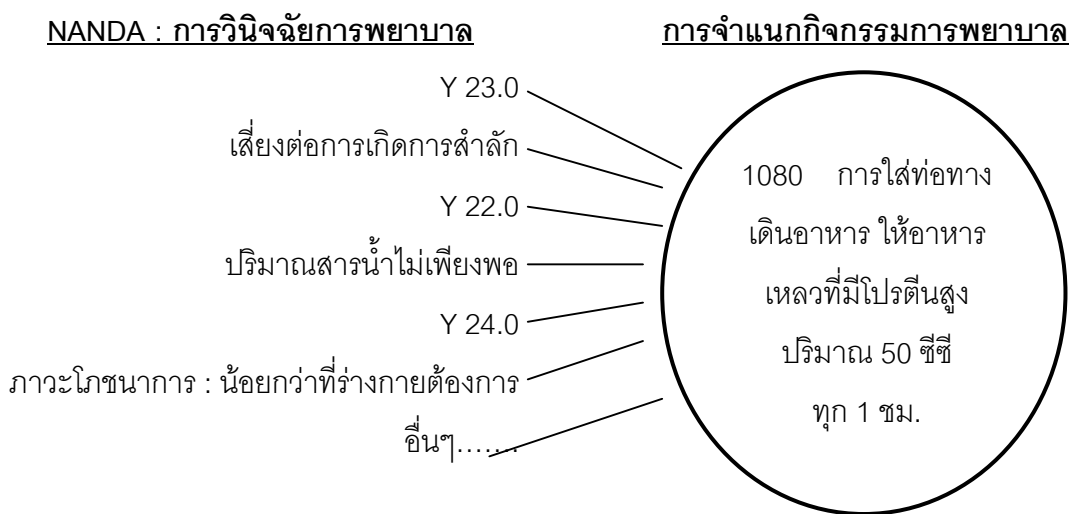 NANDA : การวินิจฉัยการพยาบาล
การจำแนกกิจกรรมการพยาบาล
Y 23.0
เสี่ยงต่อการเกิดการสำลัก
Y 22.0
ปริมาณสารน้ำไม่เพียงพอ
Y 24.0
ภาวะโภชนาการ : น้อยกว่าที่ร่างกายต้องการ
อื่นๆ.......
1080 การใส่ท่อทาง
เดินอาหาร ให้อาหาร
เหลวที่มีโปรตีนสูง
ปริมาณ 50 ซีซี
ทุก 1 ชม.